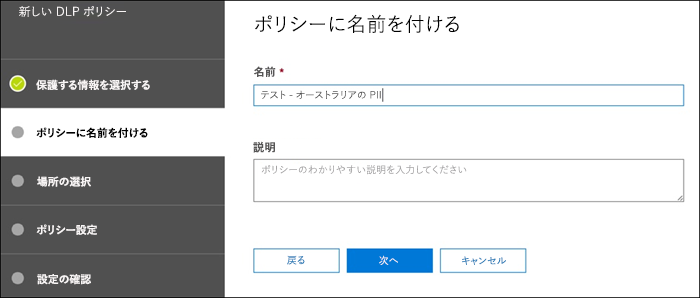 新しい DLP ポリシー
保護する情報を選択する
ポリシーに名前を付ける
場所の選択
ポリシー設定
設定の確認
ポリシーに名前を付ける
名前 *
テスト - オーストラリアの PII
説明
ポリシーのわかりやすい説明を入力してください
戻る
次へ
キャンセル